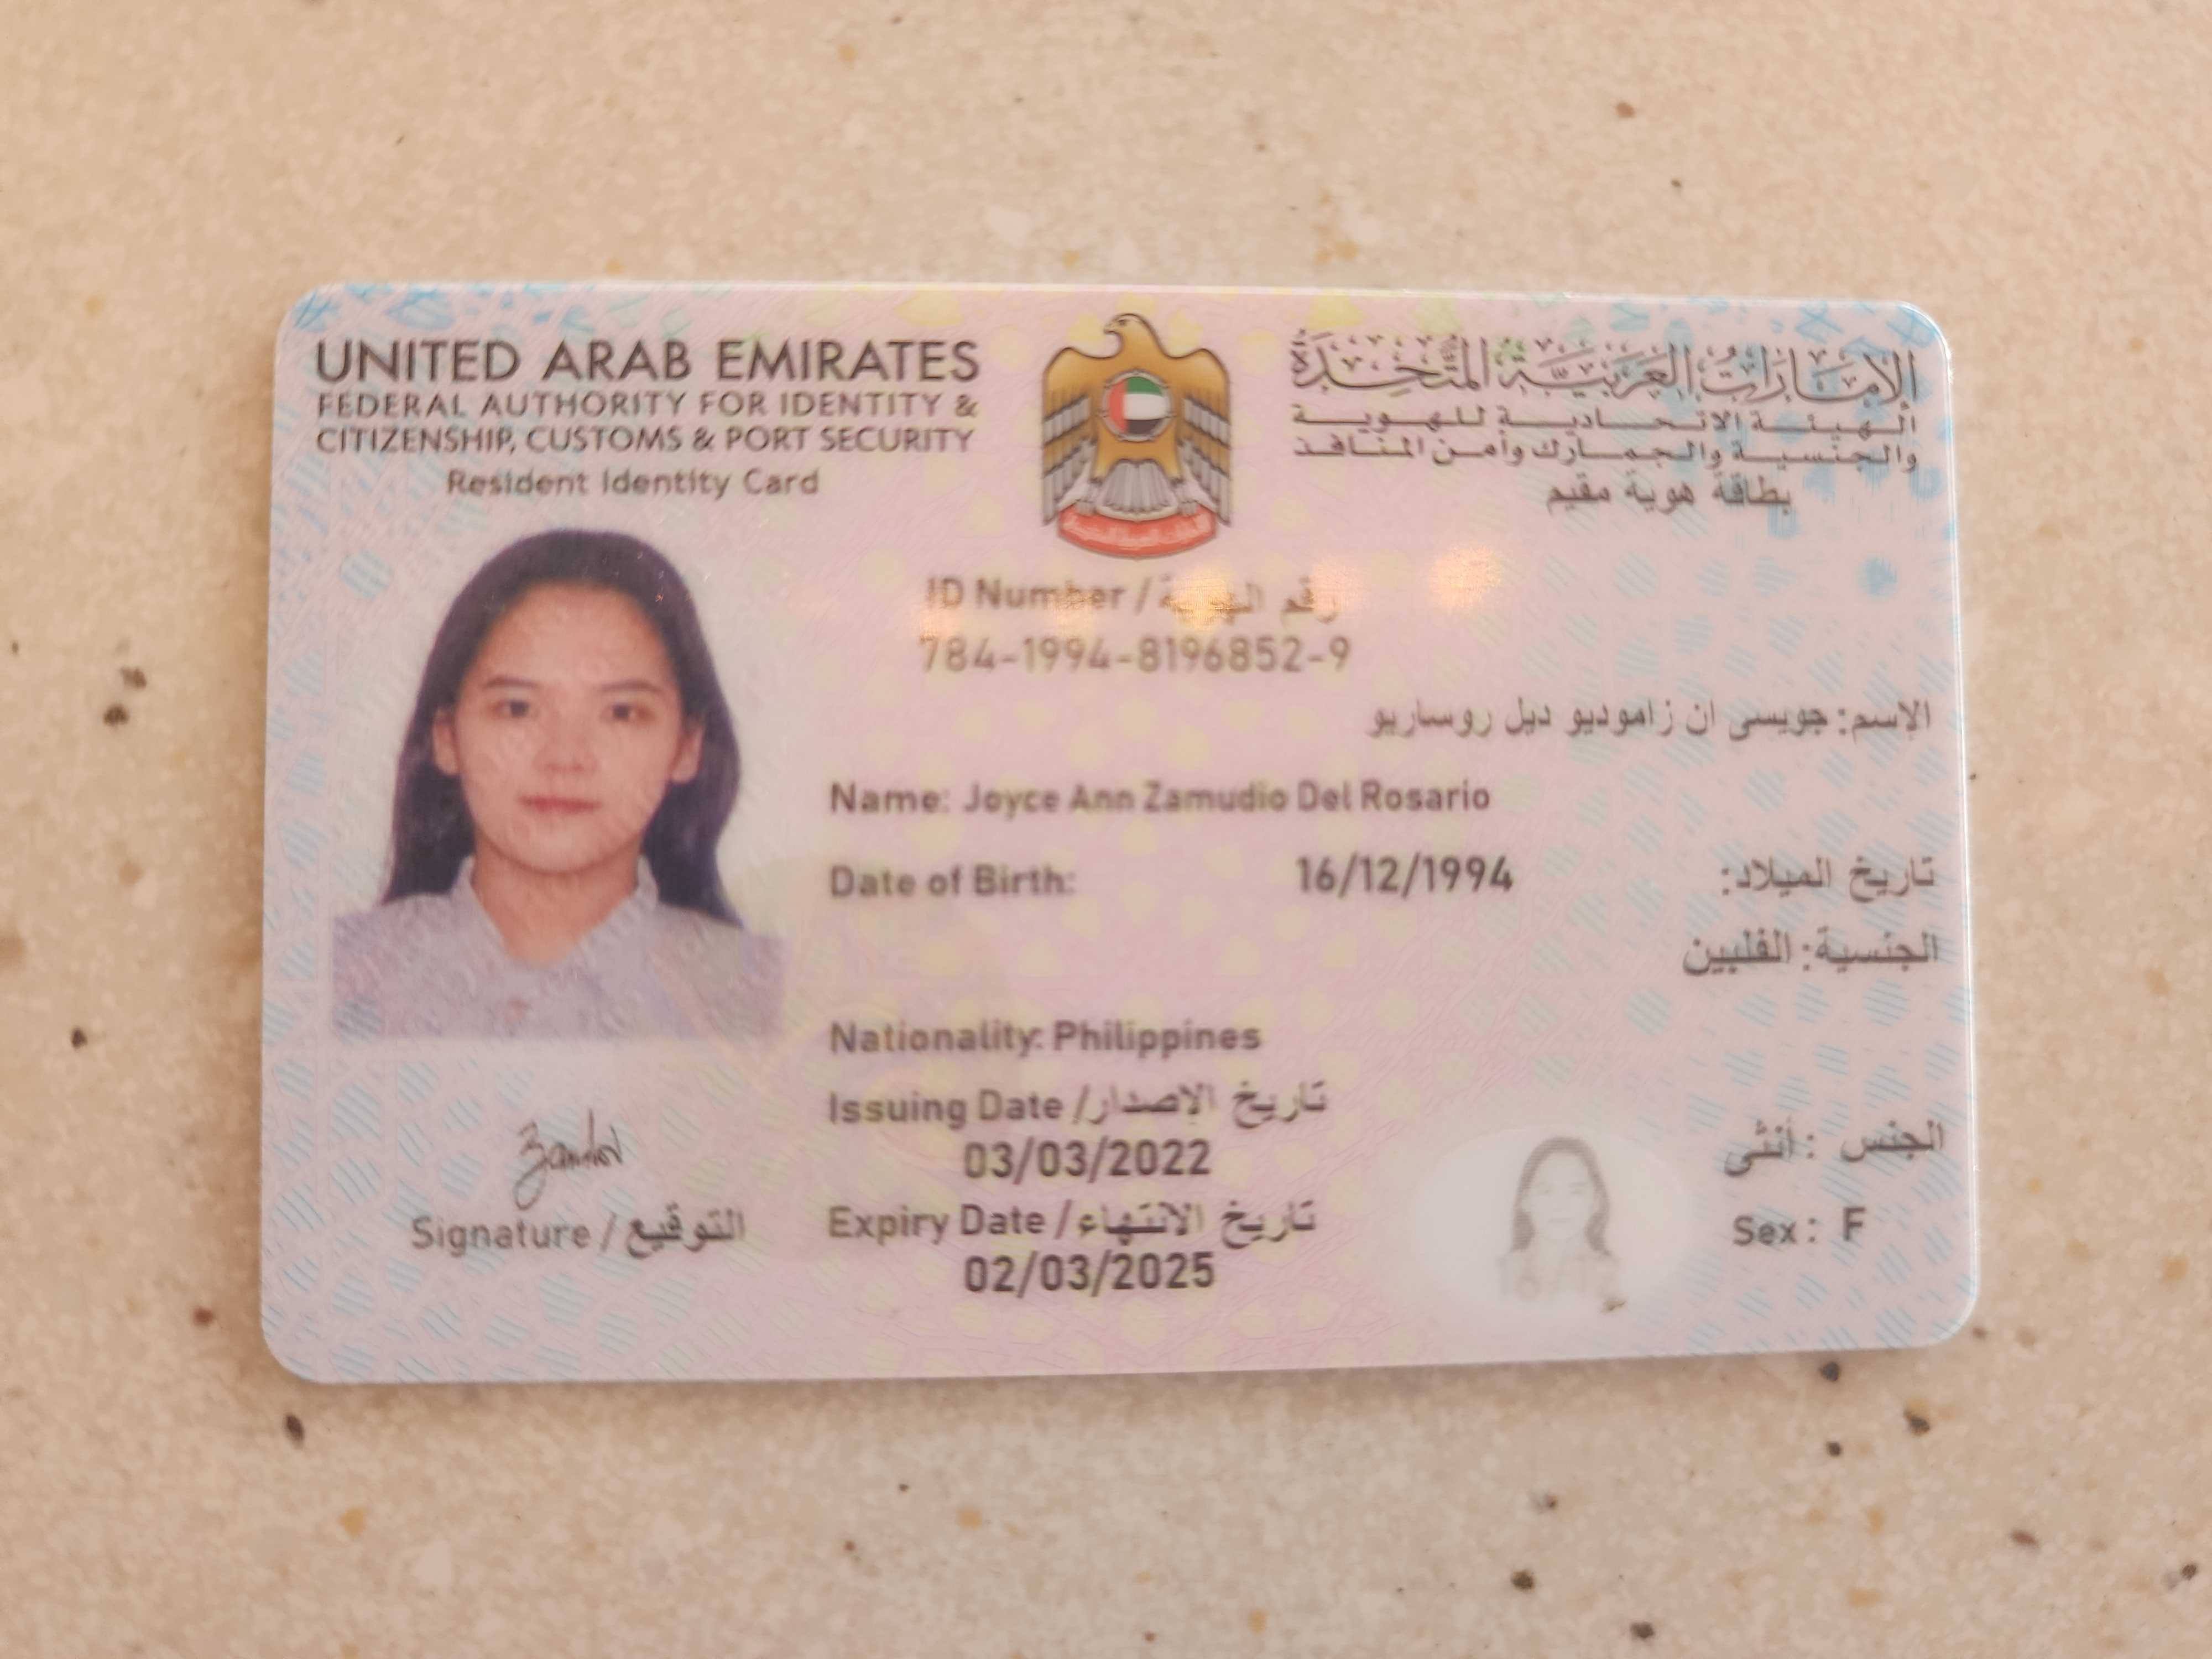 UNITED ARAB EMIRATES
FEDERAL AUTHORITY FOR IDENTITY &
CITIZENSHIP, CUSTOMS & PORT SECURITY
Resident Identity Card
الإمارات العربية المتحدة
الهيئة الاتحادية للهوية
والجنسية والجمارك وأمن المنافذ
بطاقة هوية مقيم
ID Number / رقم الهوية
784-1994-8196852-9
الإسم: جويسى ان زاموديو ديل روساريو
Name: Joyce Ann Zamudio Del Rosario
Date of Birth: 16/12/1994 تاريخ الميلاد:
الجنسية: الفلبين
Nationality: Philippines
Issuing Date / تاريخ الإصدار
03/03/2022
Expiry Date / تاريخ الانتهاء
02/03/2025
الجنس : أنثى
Sex : F
Signature / التوقيع